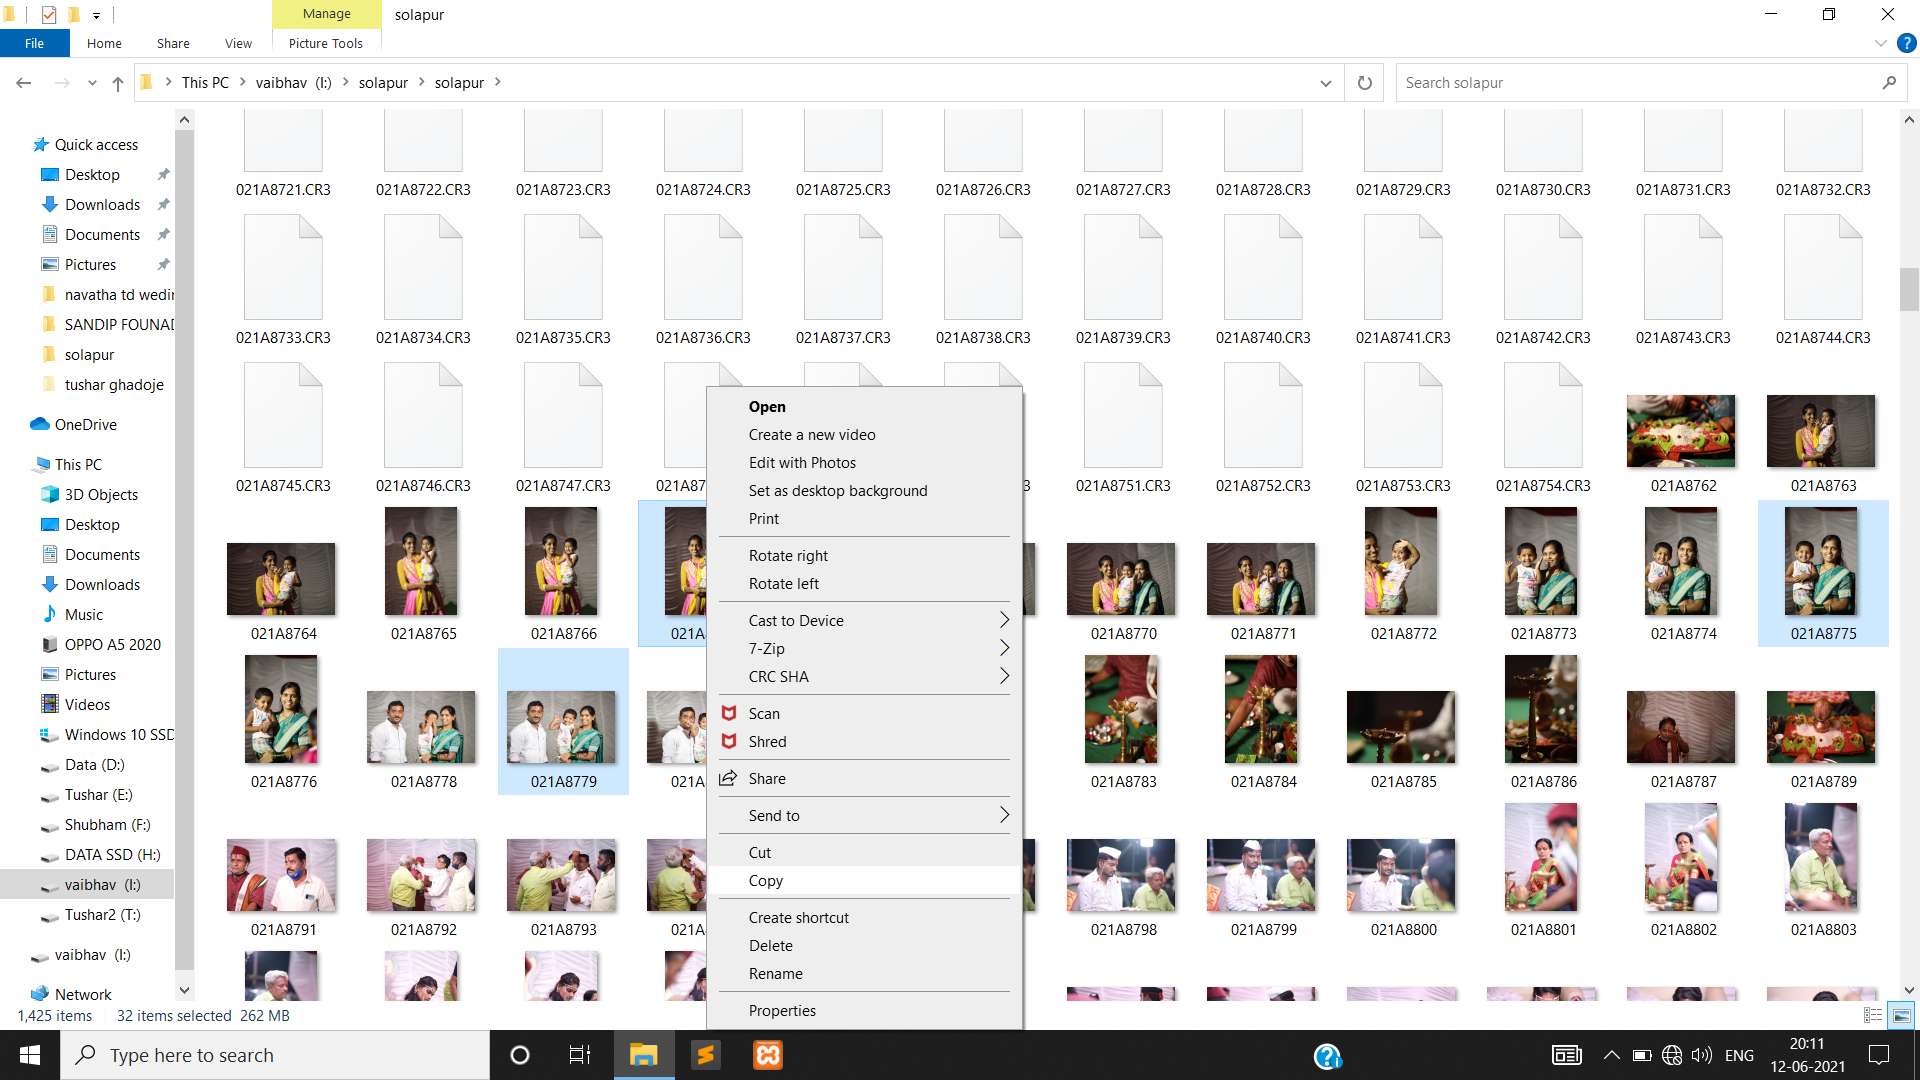 Manage
solapur
File
Home
Share
View
Picture Tools
This PC
vaibhav (I:)
solapur
solapur
Search solapur
Quick access
Desktop
Downloads
Documents
Pictures
navatha td wedin
SANDIP FOUNAD
solapur
tushar ghadoje
OneDrive
This PC
3D Objects
Desktop
Documents
Downloads
Music
OPPO A5 2020
Pictures
Videos
Windows 10 SSD
Data (D:)
Tushar (E:)
Shubham (F:)
DATA SSD (H:)
vaibhav (I:)
Tushar2 (T:)
vaibhav (I:)
Network
021A8721.CR3 021A8722.CR3 021A8723.CR3 021A8724.CR3 021A8725.CR3 021A8726.CR3 021A8727.CR3 021A8728.CR3 021A8729.CR3 021A8730.CR3 021A8731.CR3 021A8732.CR3
021A8733.CR3 021A8734.CR3 021A8735.CR3 021A8736.CR3 021A8737.CR3 021A8738.CR3 021A8739.CR3 021A8740.CR3 021A8741.CR3 021A8742.CR3 021A8743.CR3 021A8744.CR3
021A8745.CR3 021A8746.CR3 021A8747.CR3 021A87 3 021A8751.CR3 021A8752.CR3 021A8753.CR3 021A8754.CR3 021A8762 021A8763
021A8764 021A8765 021A8766 021A 021A8770 021A8771 021A8772 021A8773 021A8774 021A8775
021A8776 021A8778 021A8779 021A 021A8783 021A8784 021A8785 021A8786 021A8787 021A8789
021A8791 021A8792 021A8793 021A 021A8798 021A8799 021A8800 021A8801 021A8802 021A8803
Open
Create a new video
Edit with Photos
Set as desktop background
Print
Rotate right
Rotate left
Cast to Device
7-Zip
CRC SHA
Scan
Shred
Share
Send to
Cut
Copy
Create shortcut
Delete
Rename
Properties
1,425 items 32 items selected 262 MB
Type here to search
ENG
20:11
12-06-2021